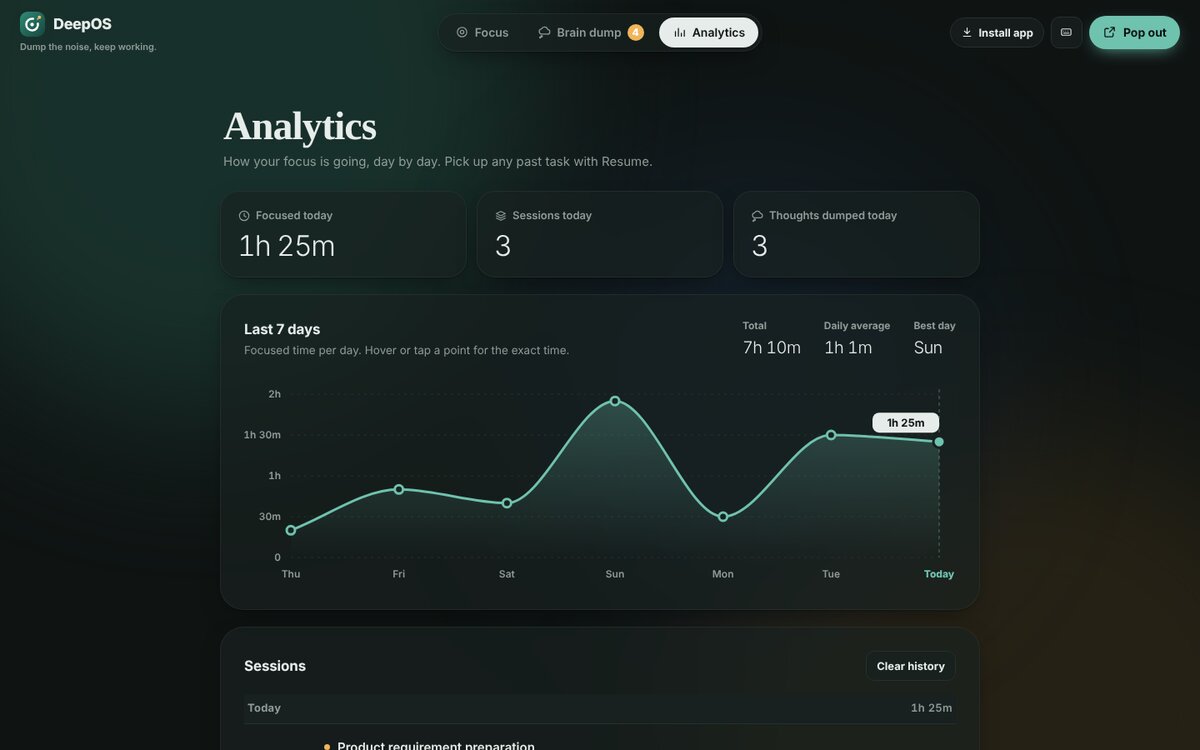 DeepOS
Dump the noise, keep working.
Focus
Brain dump 4
Analytics
Install app
Pop out
Analytics
How your focus is going, day by day. Pick up any past task with Resume.
Focused today
1h 25m
Sessions today
3
Thoughts dumped today
3
Last 7 days
Focused time per day. Hover or tap a point for the exact time.
Total
7h 10m
Daily average
1h 1m
Best day
Sun
2h
1h 30m
1h
30m
0
1h 25m
Thu
Fri
Sat
Sun
Mon
Tue
Today
Sessions
Clear history
Today
1h 25m
Product requirement preparation